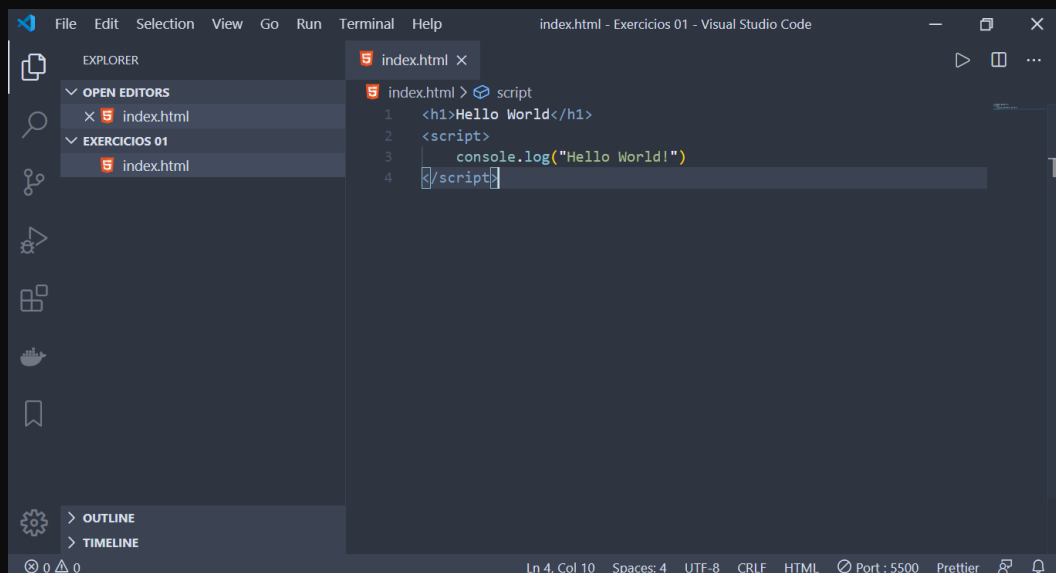 File Edit Selection View Go Run Terminal Help index.html - Exercicios 01 - Visual Studio Code
EXPLORER
OPEN EDITORS
index.html
EXERCICIOS 01
index.html
OUTLINE
TIMELINE
index.html
index.html > script
1 <h1>Hello World</h1>
2 <script>
3 console.log("Hello World!")
4 </script>
0 0 Ln 4, Col 10 Spaces: 4 UTF-8 CRLF HTML Port : 5500 Prettier